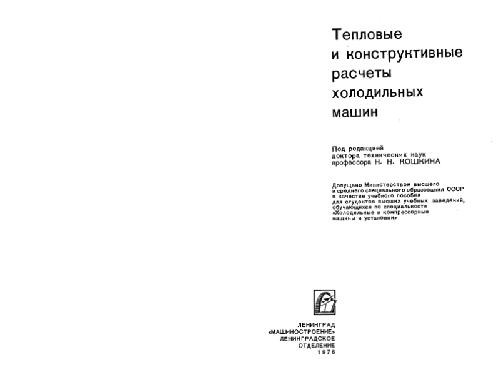 Тепловые
и конструктивные
расчеты
холодильных
машин
Под редакцией
доктора технических наук
профессора Н. Н. КОШКИНА
Допущено Министерством высшего
и среднего специального образования СССР
в качестве учебного пособия
для студентов высших учебных заведений,
обучающихся по специальности
«Холодильные и компрессорные
машины и установки»
ЛЕНИНГРАД
«МАШИНОСТРОЕНИЕ»
ЛЕНИНГРАДСКОЕ
ОТДЕЛЕНИЕ
1976